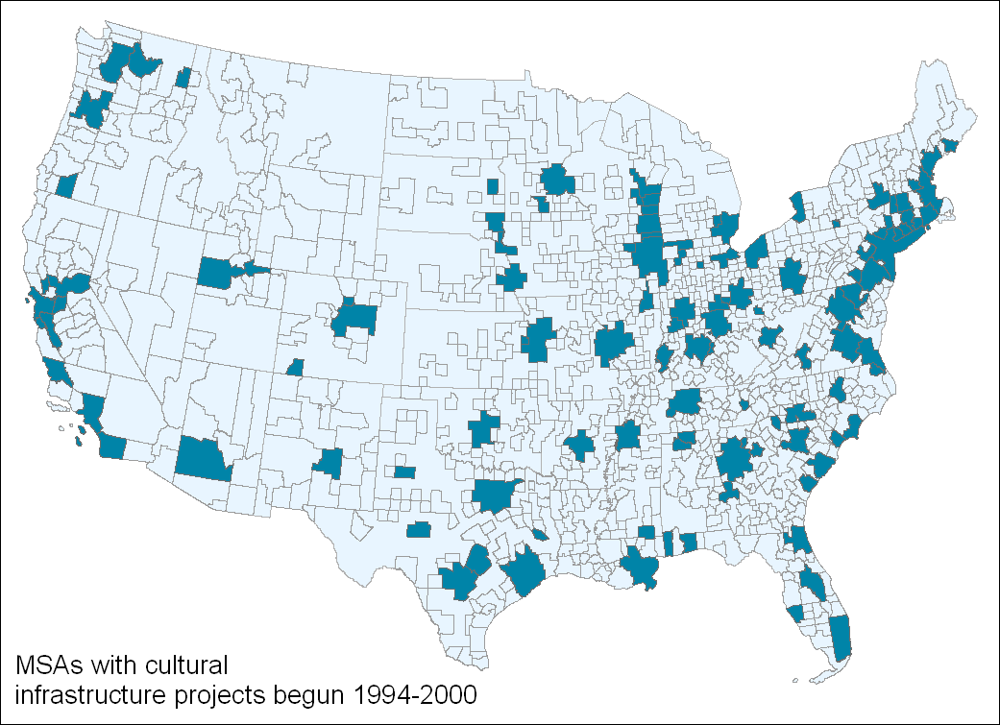 MSAs with cultural
infrastructure projects begun 1994-2000